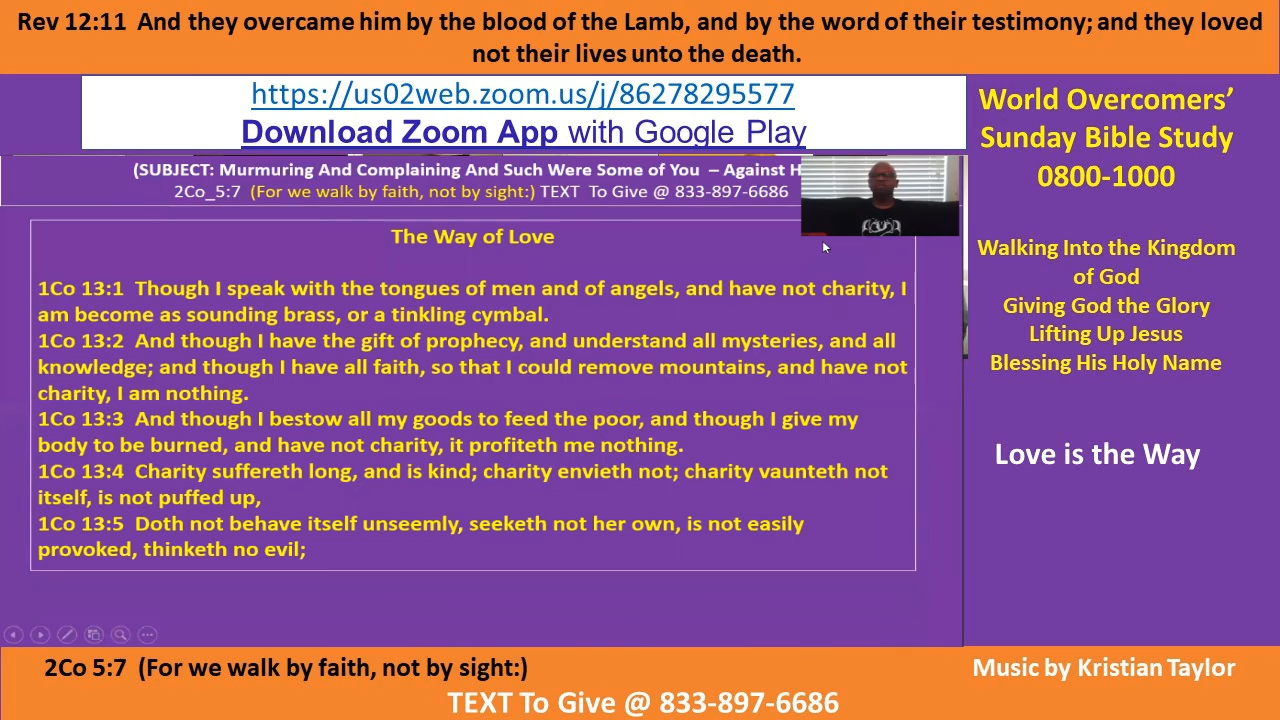 Rev 12:11  And they overcame him by the blood of the Lamb, and by the word of their testimony; and they loved
not their lives unto the death.
https://us02web.zoom.us/j/86278295577
Download Zoom App with Google Play
(SUBJECT: Murmuring And Complaining And Such Were Some of You – Against H
2Co_5:7  (For we walk by faith, not by sight:) TEXT  To Give @ 833-897-6686
The Way of Love
1Co 13:1  Though I speak with the tongues of men and of angels, and have not charity, I
am become as sounding brass, or a tinkling cymbal.
1Co 13:2  And though I have the gift of prophecy, and understand all mysteries, and all
knowledge; and though I have all faith, so that I could remove mountains, and have not
charity, I am nothing.
1Co 13:3  And though I bestow all my goods to feed the poor, and though I give my
body to be burned, and have not charity, it profiteth me nothing.
1Co 13:4  Charity suffereth long, and is kind; charity envieth not; charity vaunteth not
itself, is not puffed up,
1Co 13:5  Doth not behave itself unseemly, seeketh not her own, is not easily
provoked, thinketh no evil;
World Overcomers’
Sunday Bible Study
0800-1000
Walking Into the Kingdom
of God
Giving God the Glory
Lifting Up Jesus
Blessing His Holy Name
Love is the Way
2Co 5:7  (For we walk by faith, not by sight:)
Music by Kristian Taylor
TEXT To Give @ 833-897-6686